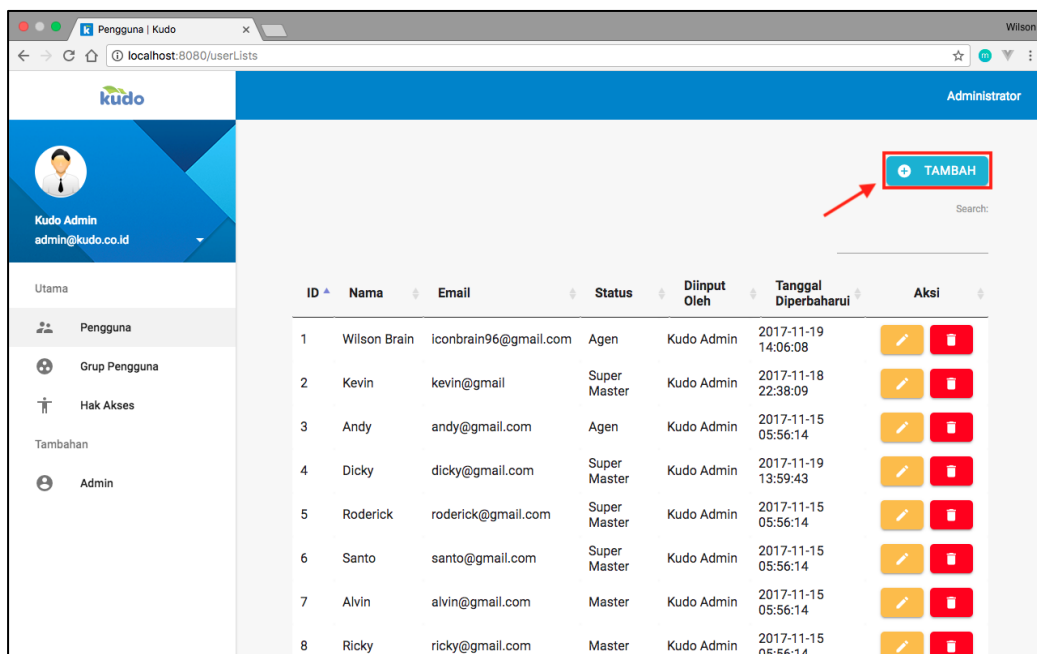 Pengguna | Kudo
Wilson
localhost:8080/userLists
kudo
Administrator
Kudo Admin
admin@kudo.co.id
TAMBAH
Search:
Utama
Pengguna
Grup Pengguna
Hak Akses
Tambahan
Admin
ID Nama Email Status Diinput Oleh Tanggal Diperbaharui Aksi
1 Wilson Brain iconbrain96@gmail.com Agen Kudo Admin 2017-11-19 14:06:08
2 Kevin kevin@gmail Super Master Kudo Admin 2017-11-18 22:38:09
3 Andy andy@gmail.com Agen Kudo Admin 2017-11-15 05:56:14
4 Dicky dicky@gmail.com Super Master Kudo Admin 2017-11-19 13:59:43
5 Roderick roderick@gmail.com Super Master Kudo Admin 2017-11-15 05:56:14
6 Santo santo@gmail.com Super Master Kudo Admin 2017-11-15 05:56:14
7 Alvin alvin@gmail.com Master Kudo Admin 2017-11-15 05:56:14
8 Ricky ricky@gmail.com Master Kudo Admin 2017-11-15 05:56:14